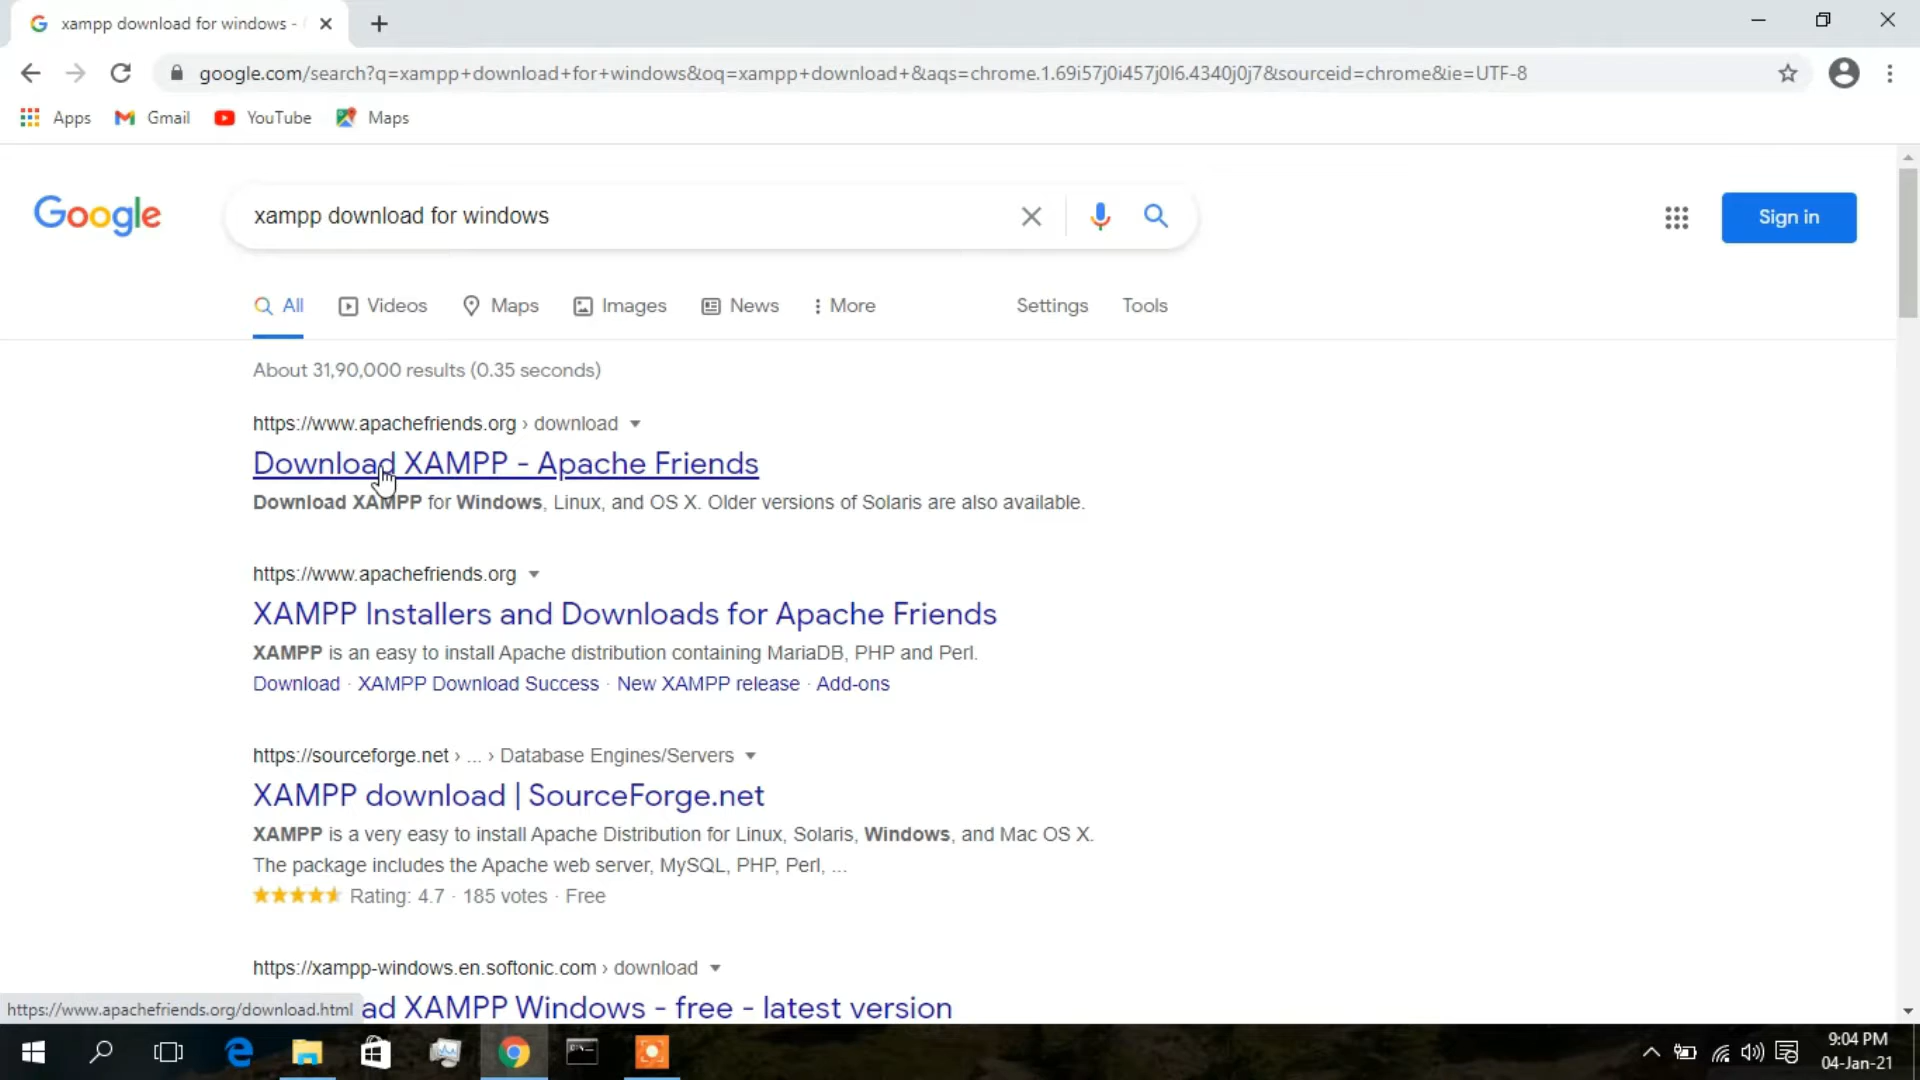 xampp download for windows -
google.com/search?q=xampp+download+for+windows&oq=xampp+download+&aqs=chrome.1.69i57j0i457j0l6.4340j0j7&sourceid=chrome&ie=UTF-8
Apps Gmail YouTube Maps
Google xampp download for windows Sign in
All Videos Maps Images News More Settings Tools
About 31,90,000 results (0.35 seconds)
https://www.apachefriends.org › download
Download XAMPP - Apache Friends
Download XAMPP for Windows, Linux, and OS X. Older versions of Solaris are also available.
https://www.apachefriends.org
XAMPP Installers and Downloads for Apache Friends
XAMPP is an easy to install Apache distribution containing MariaDB, PHP and Perl.
Download · XAMPP Download Success · New XAMPP release · Add-ons
https://sourceforge.net › ... › Database Engines/Servers
XAMPP download | SourceForge.net
XAMPP is a very easy to install Apache Distribution for Linux, Solaris, Windows, and Mac OS X.
The package includes the Apache web server, MySQL, PHP, Perl, ...
Rating: 4.7 · 185 votes · Free
https://xampp-windows.en.softonic.com › download
ad XAMPP Windows - free - latest version
https://www.apachefriends.org/download.html
9:04 PM
04-Jan-21